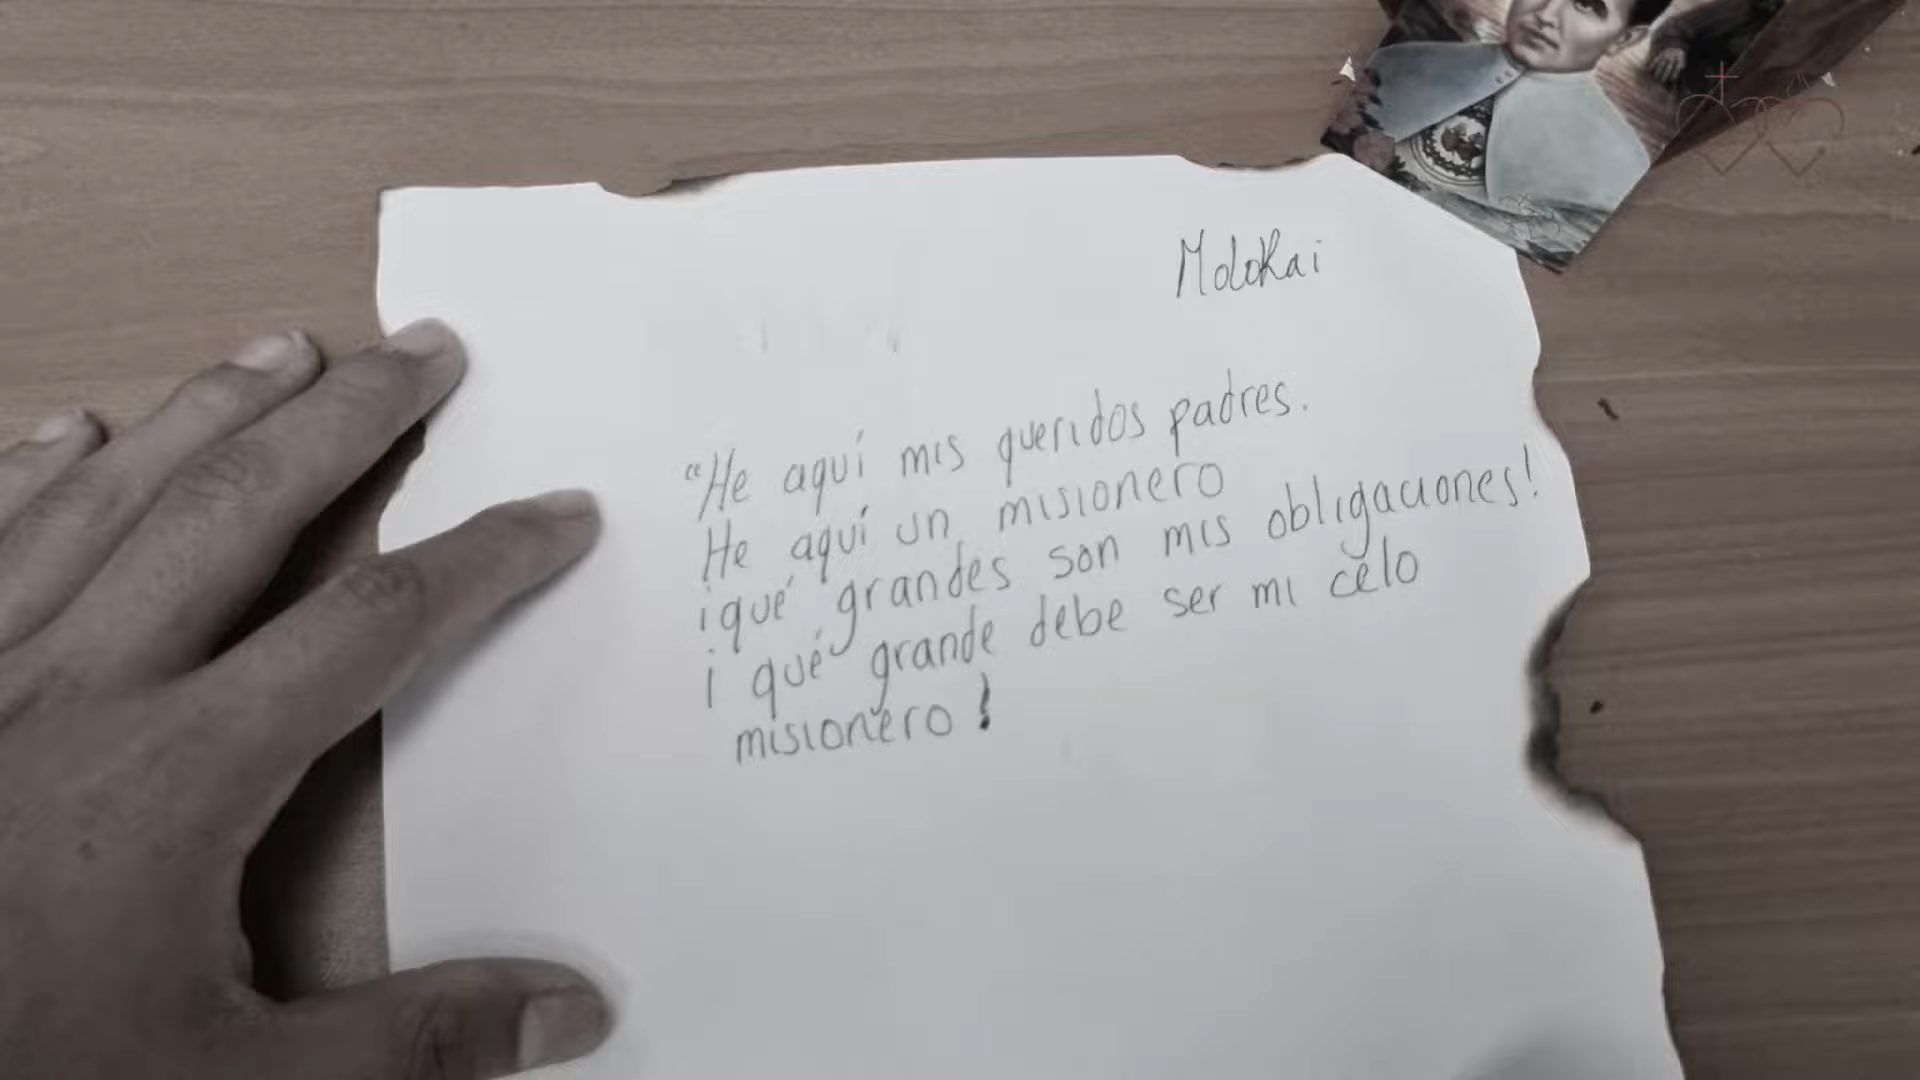 Molokai
“He aquí mis queridos padres.
He aquí un misionero
¡qué grandes son mis obligaciones!
¡ qué grande debe ser mi celo
misionero !